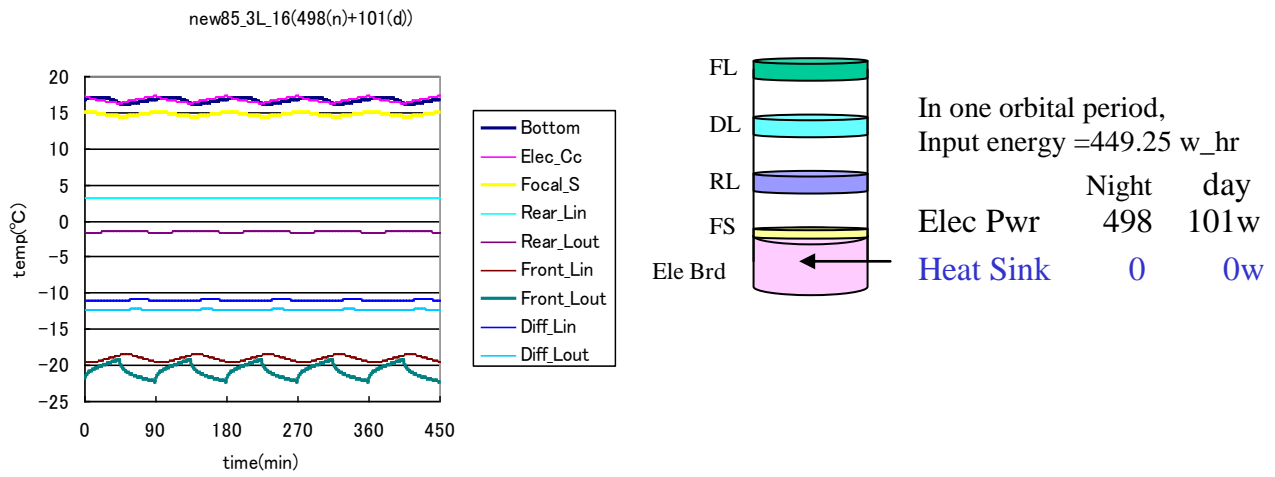 new85_3L_16(498(n)+101(d))
20
15
10
5
0
-5
-10
-15
-20
-25
temp(℃)
0 90 180 270 360 450
time(min)
Bottom
Elec_Cc
Focal_S
Rear_Lin
Rear_Lout
Front_Lin
Front_Lout
Diff_Lin
Diff_Lout
FL
DL
RL
FS
Ele Brd
In one orbital period,
Input energy =449.25 w_hr
Night day
Elec Pwr 498 101w
Heat Sink 0 0w